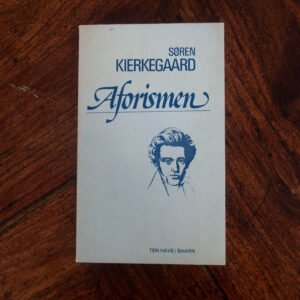 SØREN
KIERKEGAARD
Aforismen
TEN HAVE / BAARN